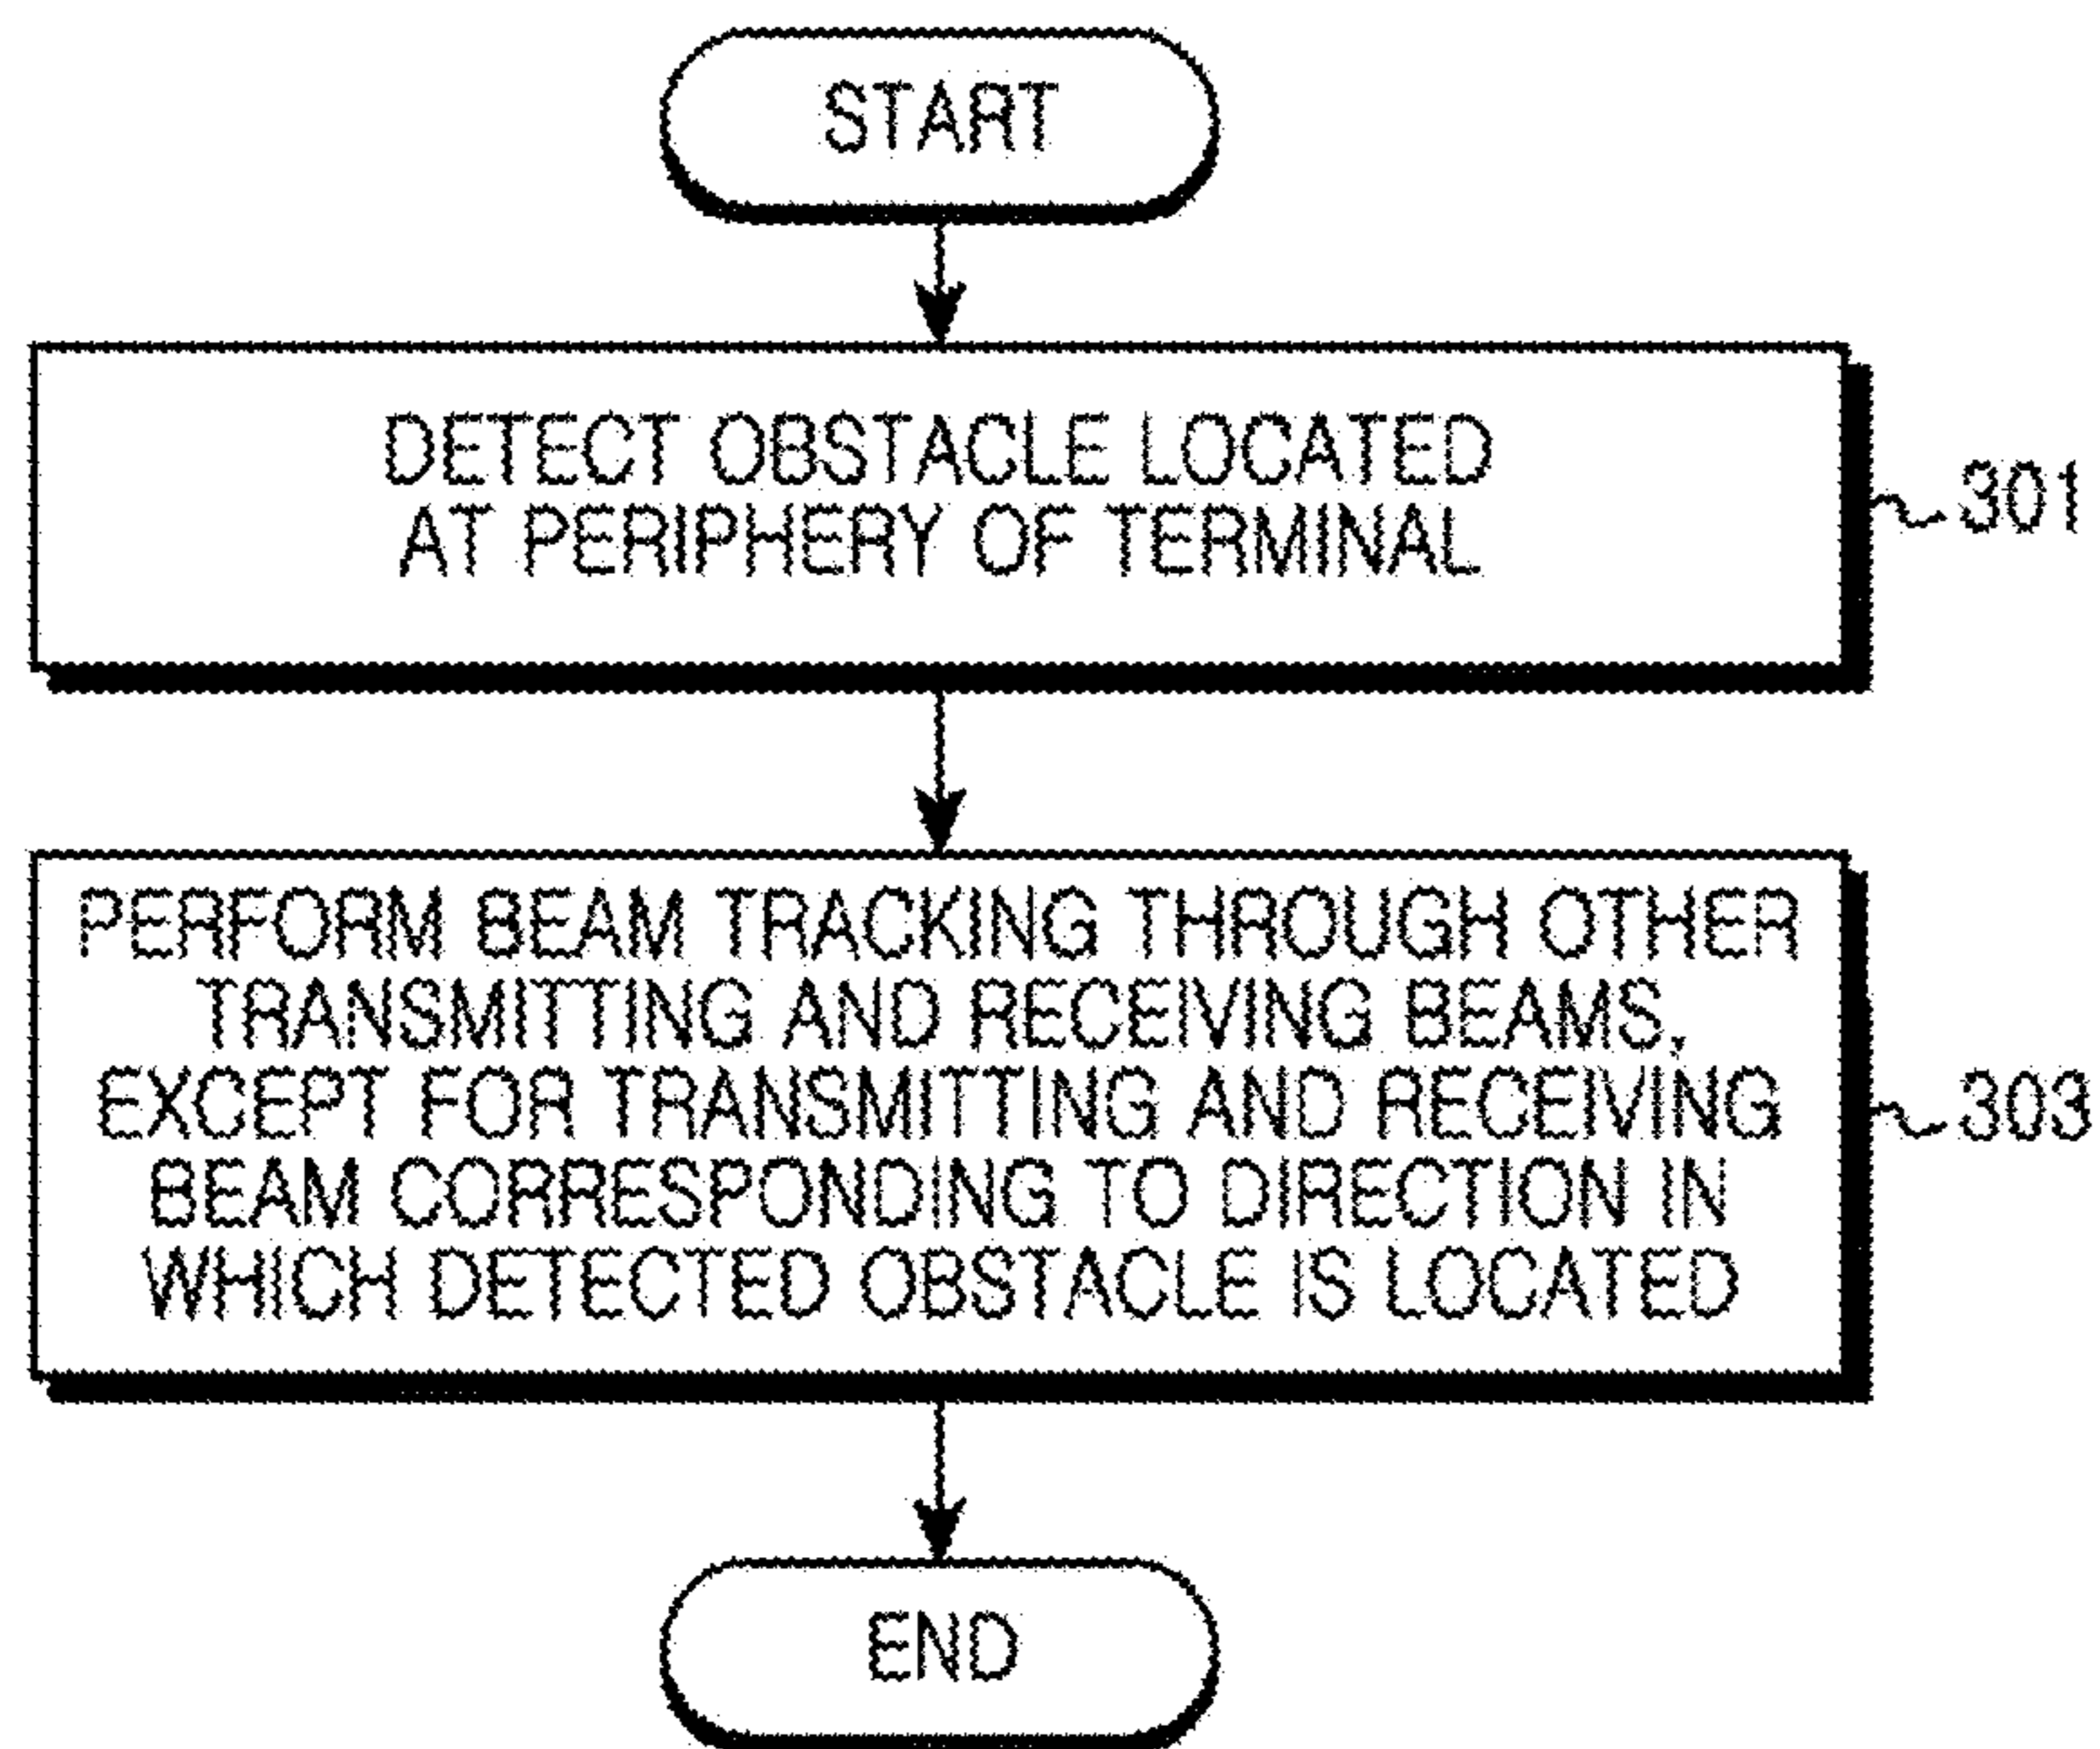 START
DETECT OBSTACLE LOCATED
AT PERIPHERY OF TERMINAL
301
PERFORM BEAM TRACKING THROUGH OTHER
TRANSMITTING AND RECEIVING BEAMS,
EXCEPT FOR TRANSMITTING AND RECEIVING
BEAM CORRESPONDING TO DIRECTION IN
WHICH DETECTED OBSTACLE IS LOCATED
303
END